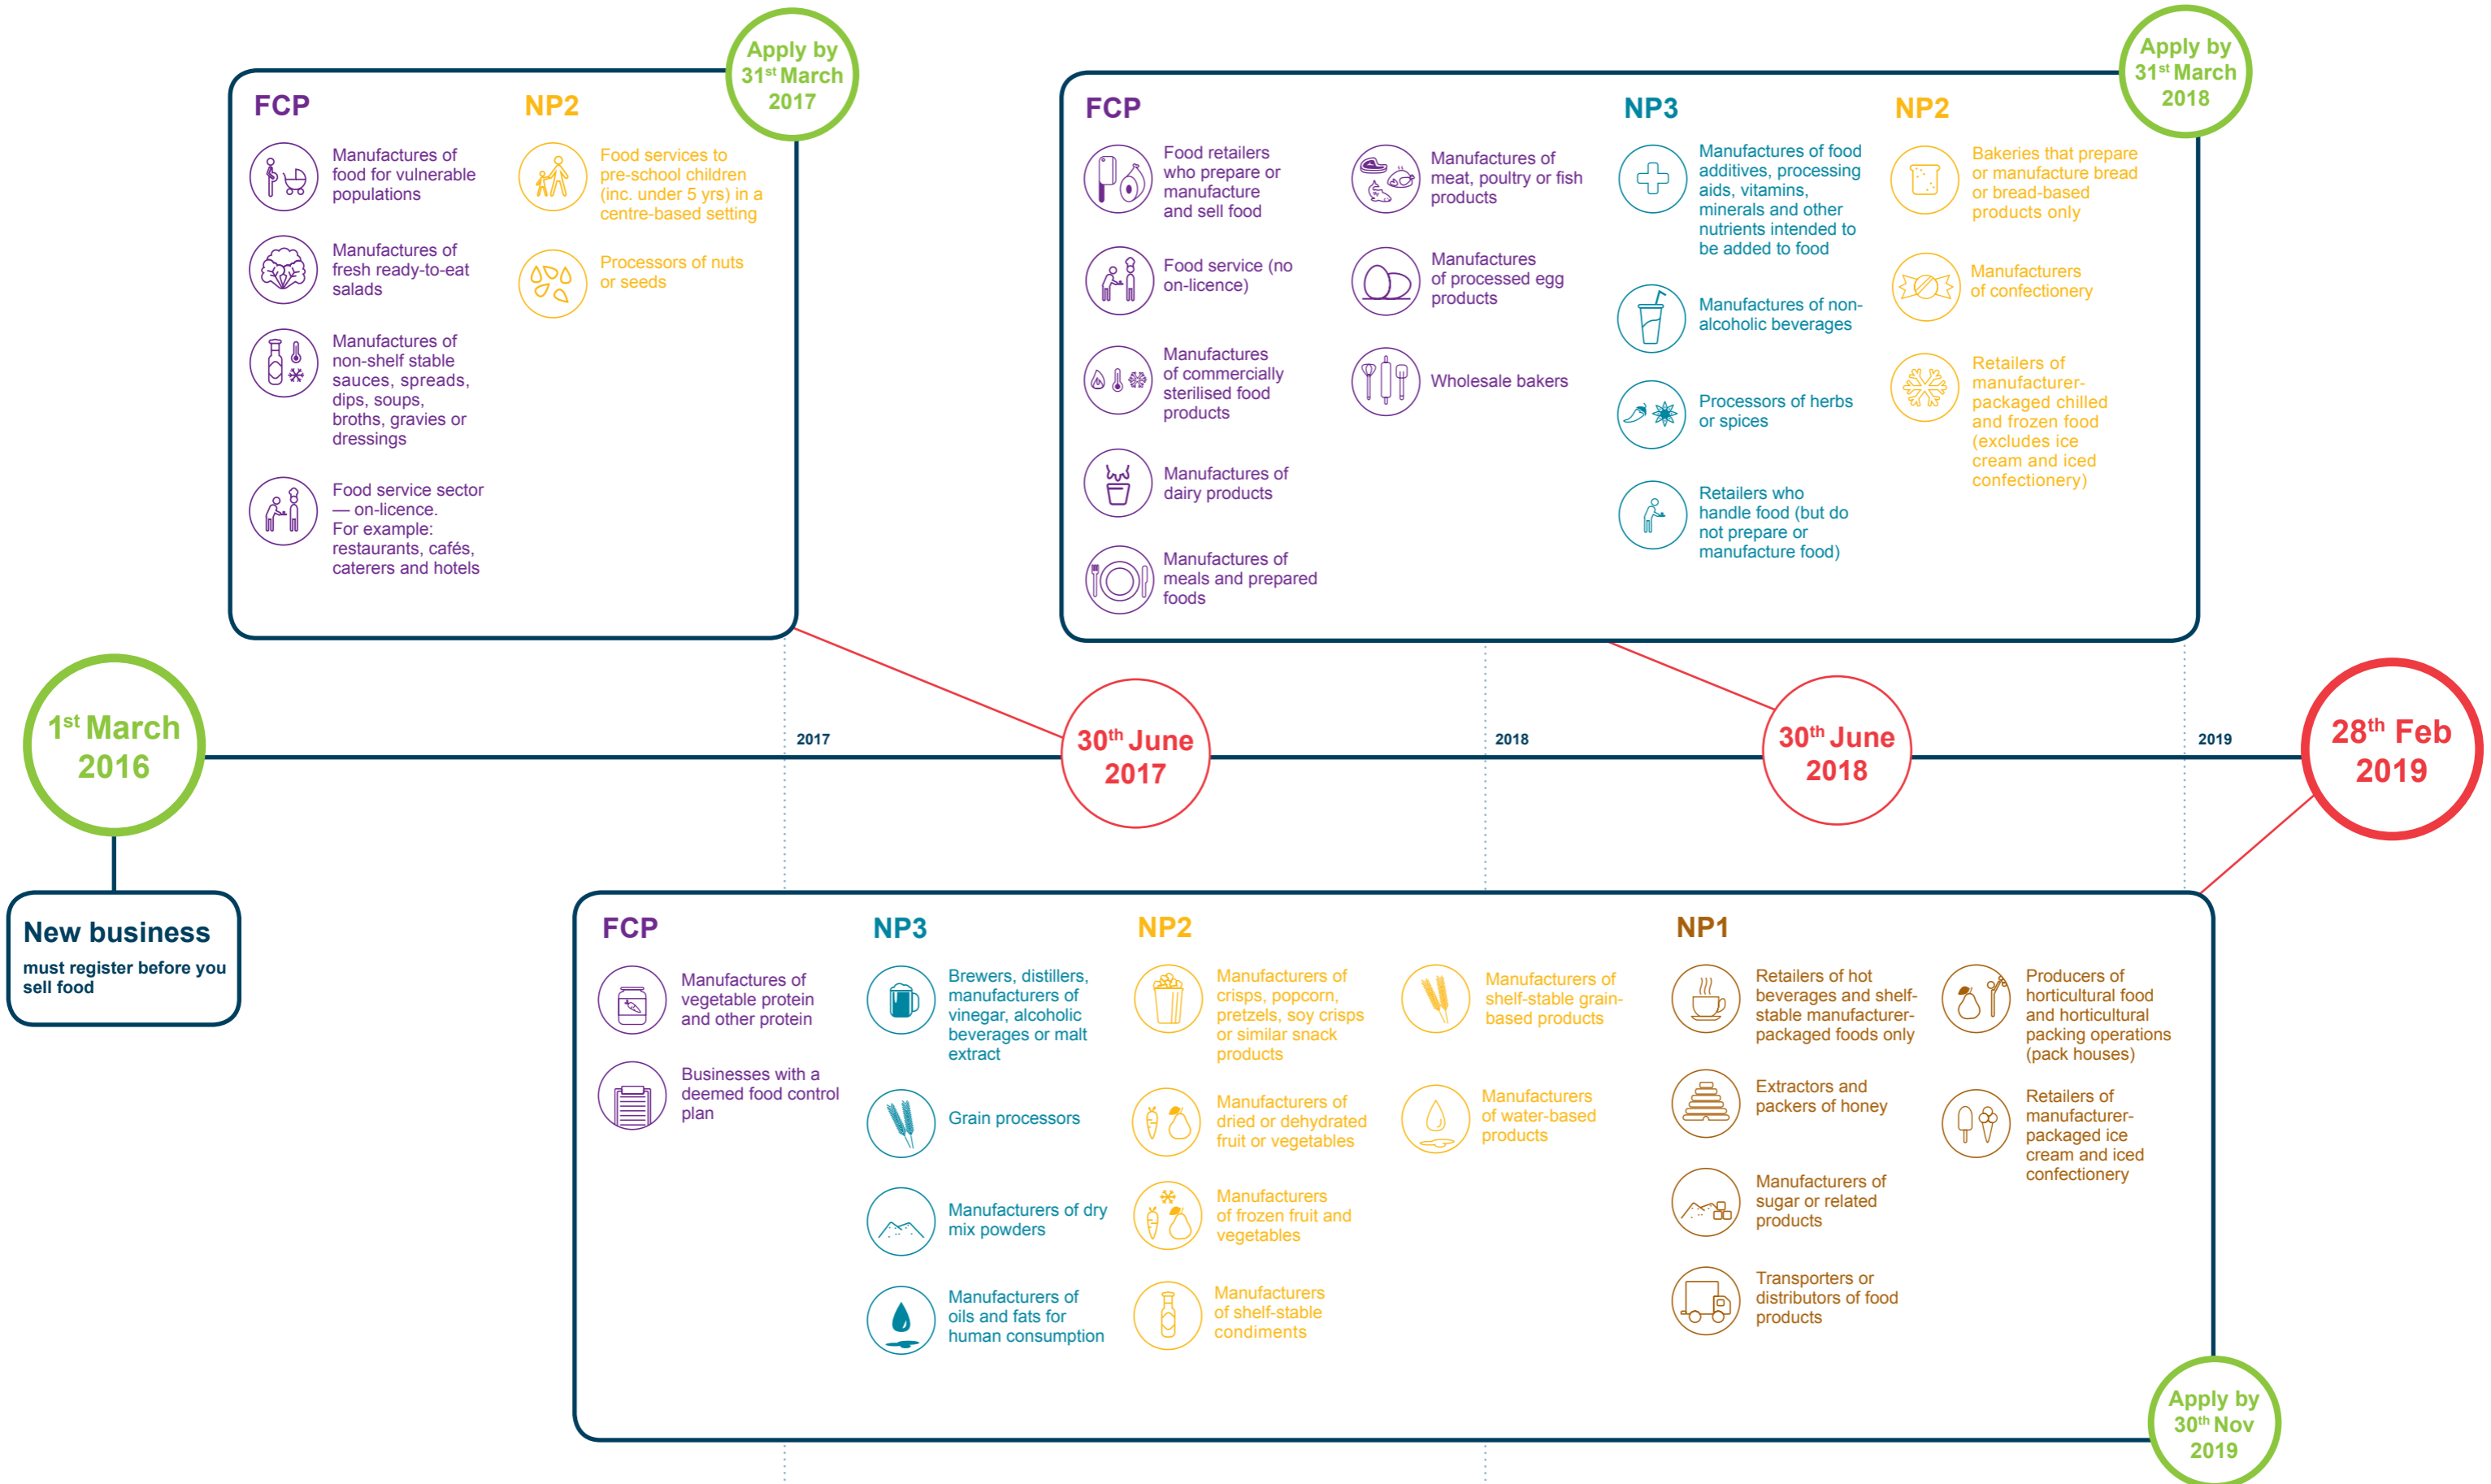 Apply by
31st March
2017
FCP
Manufactures of
food for vulnerable
populations
Manufactures of
fresh ready-to-eat
salads
Manufactures of
non-shelf stable
sauces, spreads,
dips, soups,
broths, gravies or
dressings
Food service sector
— on-licence.
For example:
restaurants, cafés,
caterers and hotels
NP2
Food services to
pre-school children
(inc. under 5 yrs) in a
centre-based setting
Processors of nuts
or seeds
Apply by
31st March
2018
FCP
Food retailers
who prepare or
manufacture
and sell food
Food service (no
on-licence)
Manufactures
of commercially
sterilised food
products
Manufactures of
dairy products
Manufactures of
meals and prepared
foods
Manufactures of
meat, poultry or fish
products
Manufactures
of processed egg
products
Wholesale bakers
NP3
Manufactures of food
additives, processing
aids, vitamins,
minerals and other
nutrients intended to
be added to food
Manufactures of non-
alcoholic beverages
Processors of herbs
or spices
Retailers who
handle food (but do
not prepare or
manufacture food)
NP2
Bakeries that prepare
or manufacture bread
or bread-based
products only
Manufacturers
of confectionery
Retailers of
manufacturer-
packaged chilled
and frozen food
(excludes ice
cream and iced
confectionery)
1st March
2016
2017
30th June
2017
2018
30th June
2018
2019
28th Feb
2019
New business
must register before you
sell food
FCP
Manufactures of
vegetable protein
and other protein
Businesses with a
deemed food control
plan
NP3
Brewers, distillers,
manufacturers of
vinegar, alcoholic
beverages or malt
extract
Grain processors
Manufacturers of dry
mix powders
Manufacturers of
oils and fats for
human consumption
NP2
Manufacturers of
crisps, popcorn,
pretzels, soy crisps
or similar snack
products
Manufacturers of
dried or dehydrated
fruit or vegetables
Manufacturers
of frozen fruit and
vegetables
Manufacturers
of shelf-stable
condiments
Manufacturers of
shelf-stable grain-
based products
Manufacturers
of water-based
products
NP1
Retailers of hot
beverages and shelf-
stable manufacturer-
packaged foods only
Extractors and
packers of honey
Manufacturers of
sugar or related
products
Transporters or
distributors of food
products
Producers of
horticultural food
and horticultural
packing operations
(pack houses)
Retailers of
manufacturer-
packaged ice
cream and iced
confectionery
Apply by
30th Nov
2019